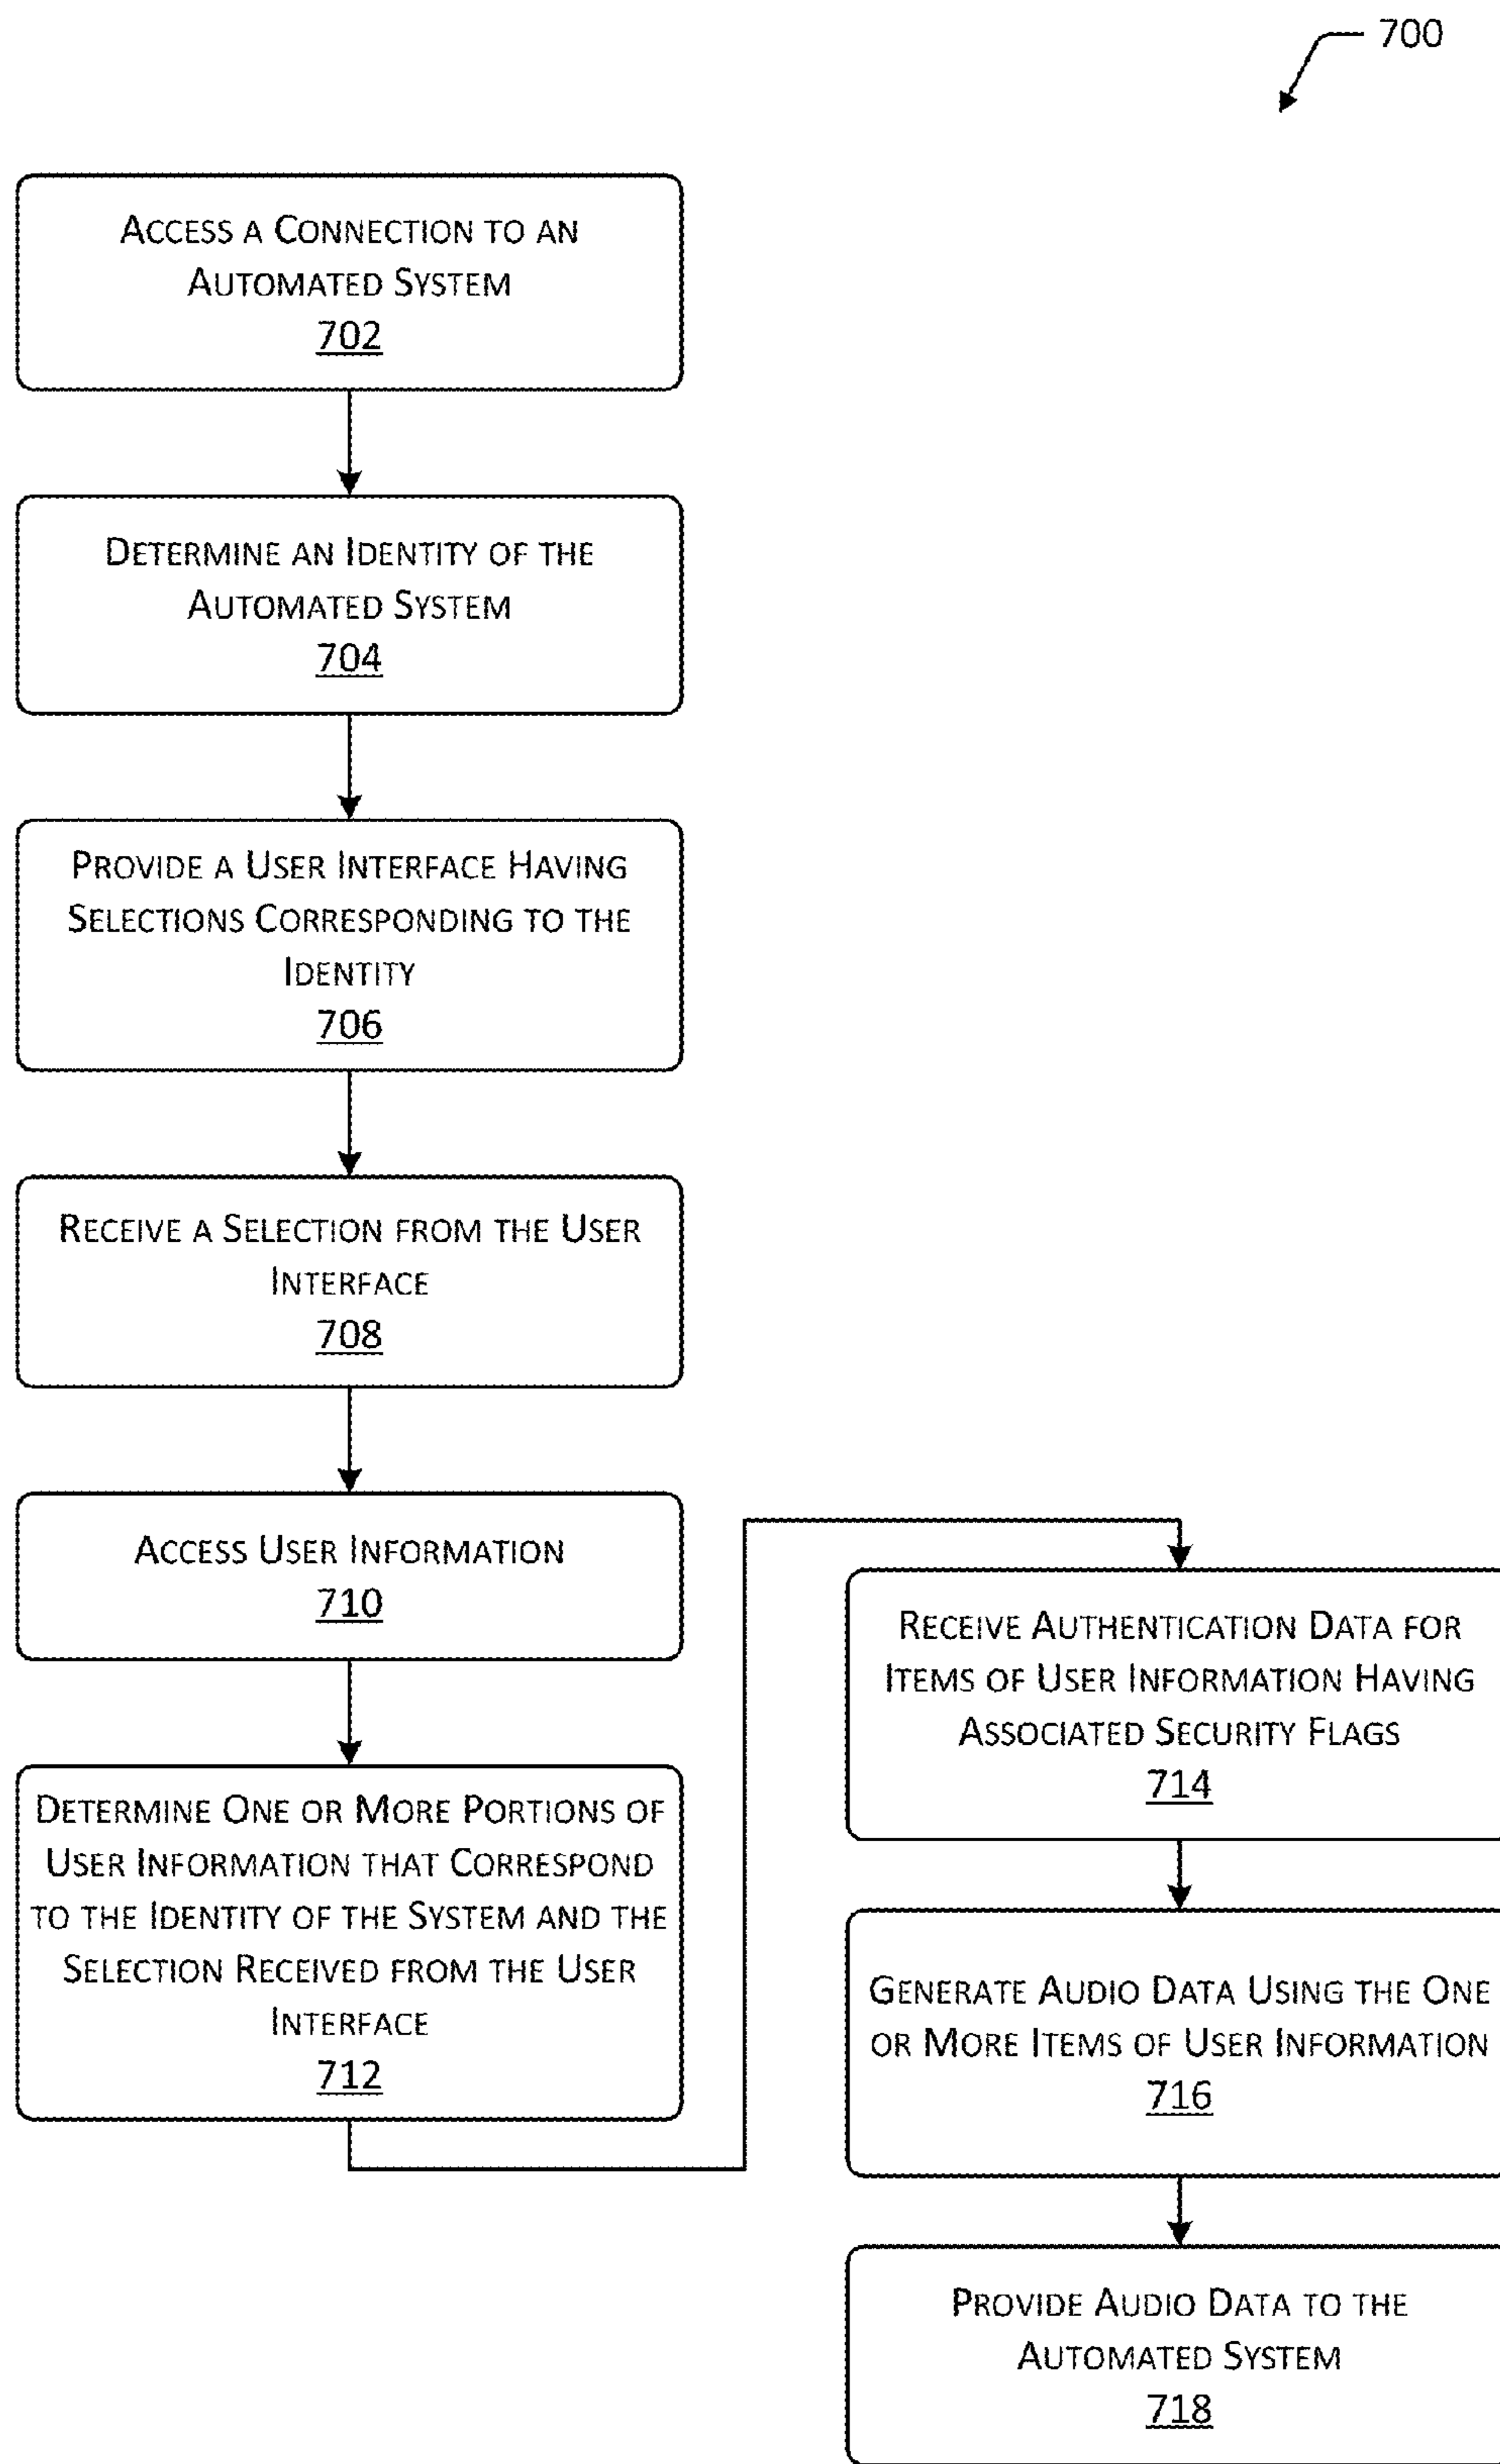 700
ACCESS A CONNECTION TO AN
AUTOMATED SYSTEM
702
DETERMINE AN IDENTITY OF THE
AUTOMATED SYSTEM
704
PROVIDE A USER INTERFACE HAVING
SELECTIONS CORRESPONDING TO THE
IDENTITY
706
RECEIVE A SELECTION FROM THE USER
INTERFACE
708
ACCESS USER INFORMATION
710
DETERMINE ONE OR MORE PORTIONS OF
USER INFORMATION THAT CORRESPOND
TO THE IDENTITY OF THE SYSTEM AND THE
SELECTION RECEIVED FROM THE USER
INTERFACE
712
RECEIVE AUTHENTICATION DATA FOR
ITEMS OF USER INFORMATION HAVING
ASSOCIATED SECURITY FLAGS
714
GENERATE AUDIO DATA USING THE ONE
OR MORE ITEMS OF USER INFORMATION
716
PROVIDE AUDIO DATA TO THE
AUTOMATED SYSTEM
718